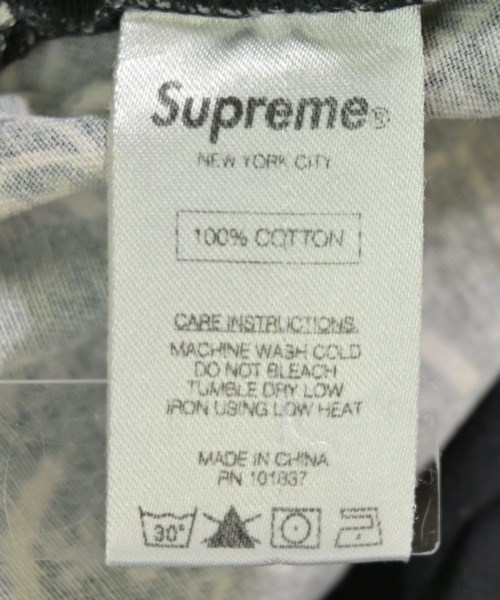 Supreme®
NEW YORK CITY
100% COTTON
CARE INSTRUCTIONS.
MACHINE WASH COLD
DO NOT BLEACH
TUMBLE DRY LOW
IRON USING LOW HEAT
MADE IN CHINA
RN 101837
30°